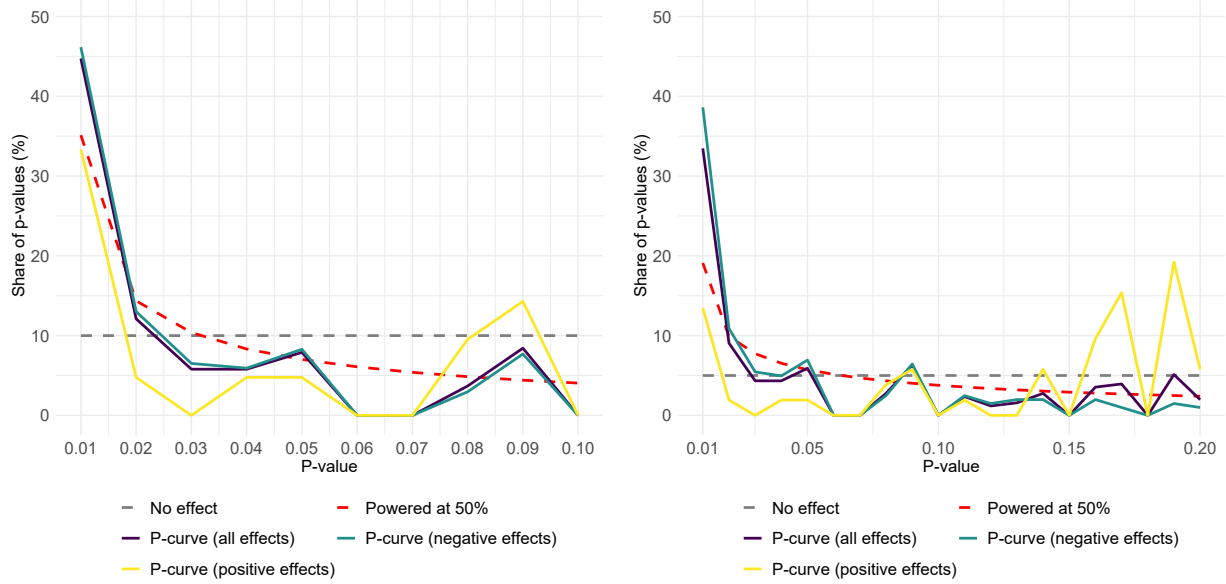 50
40
30
20
10
0
Share of p-values (%)
0.01 0.02 0.03 0.04 0.05 0.06 0.07 0.08 0.09 0.10
P-value
No effect
Powered at 50%
P-curve (all effects)
P-curve (negative effects)
P-curve (positive effects)
50
40
30
20
10
0
Share of p-values (%)
0.01 0.05 0.10 0.15 0.20
P-value
No effect
Powered at 50%
P-curve (all effects)
P-curve (negative effects)
P-curve (positive effects)